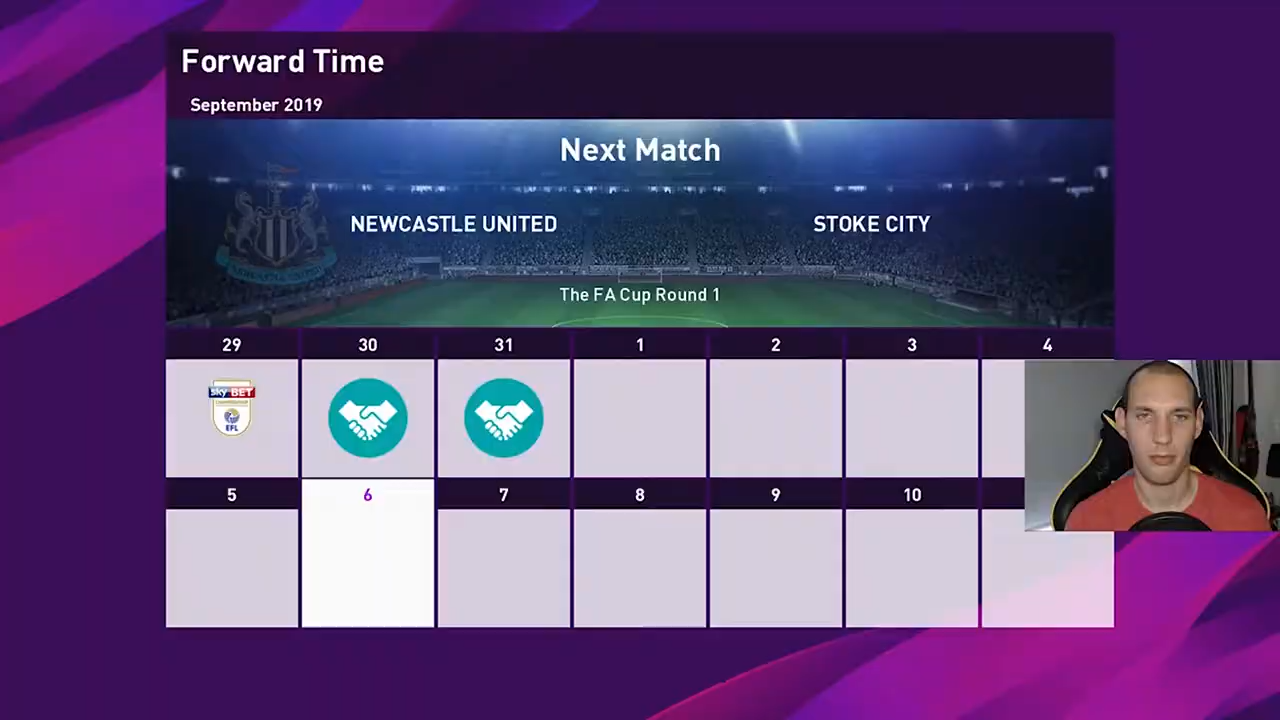 Forward Time
September 2019
Next Match
NEWCASTLE UNITED
STOKE CITY
The FA Cup Round 1
29 30 31 1 2 3 4
sky BET
EFL
5 6 7 8 9 10